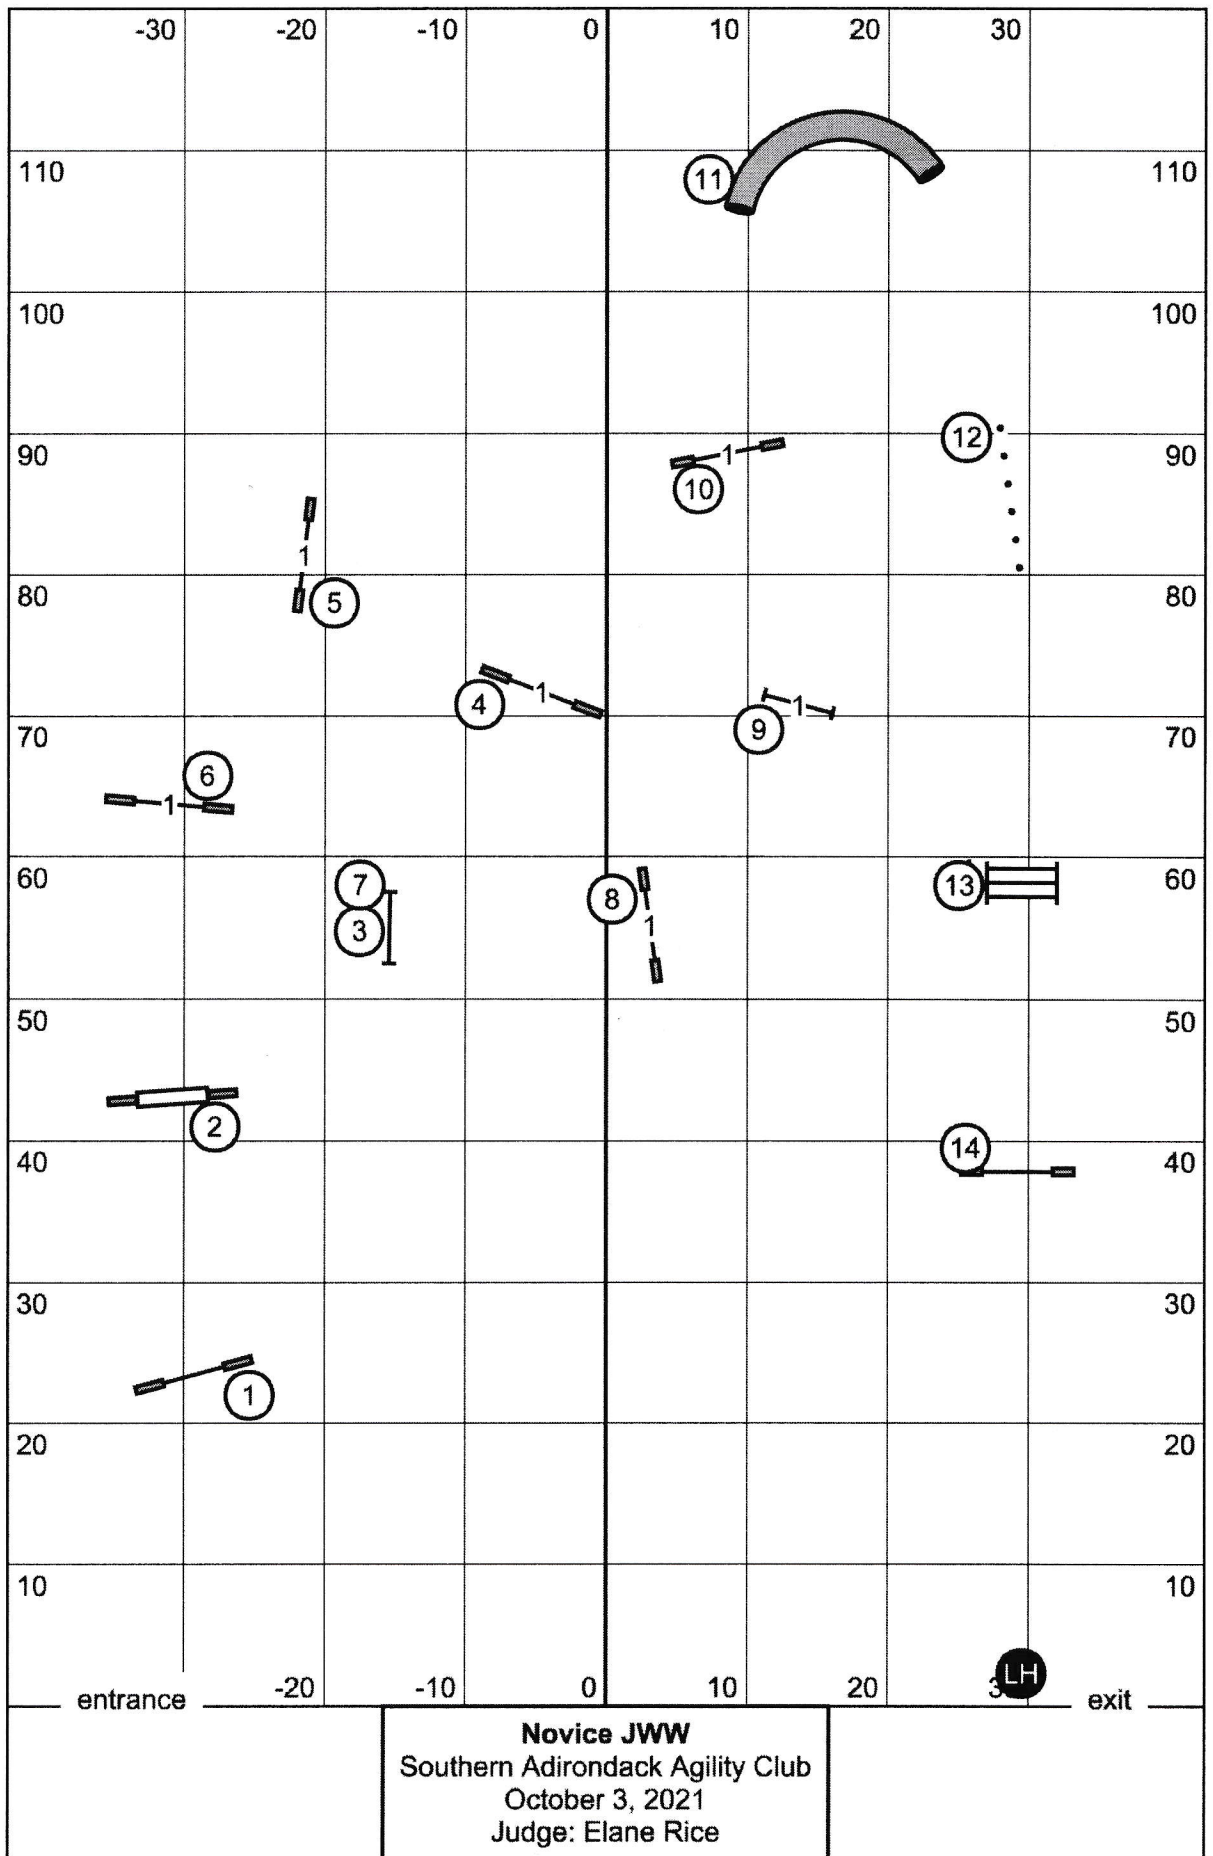 -30 -20 -10 0 10 20 30
110 11 110
100 100
12
90 1 90
10
1
80 5 80
4 1 1
70 9 70
6
1
60 7 13 60
8
3 1
50 50
2 14
40 40
30 30
1
20 20
10 10
LH
entrance -20 -10 0 10 20 3 exit
Novice JWW
Southern Adirondack Agility Club
October 3, 2021
Judge: Elane Rice